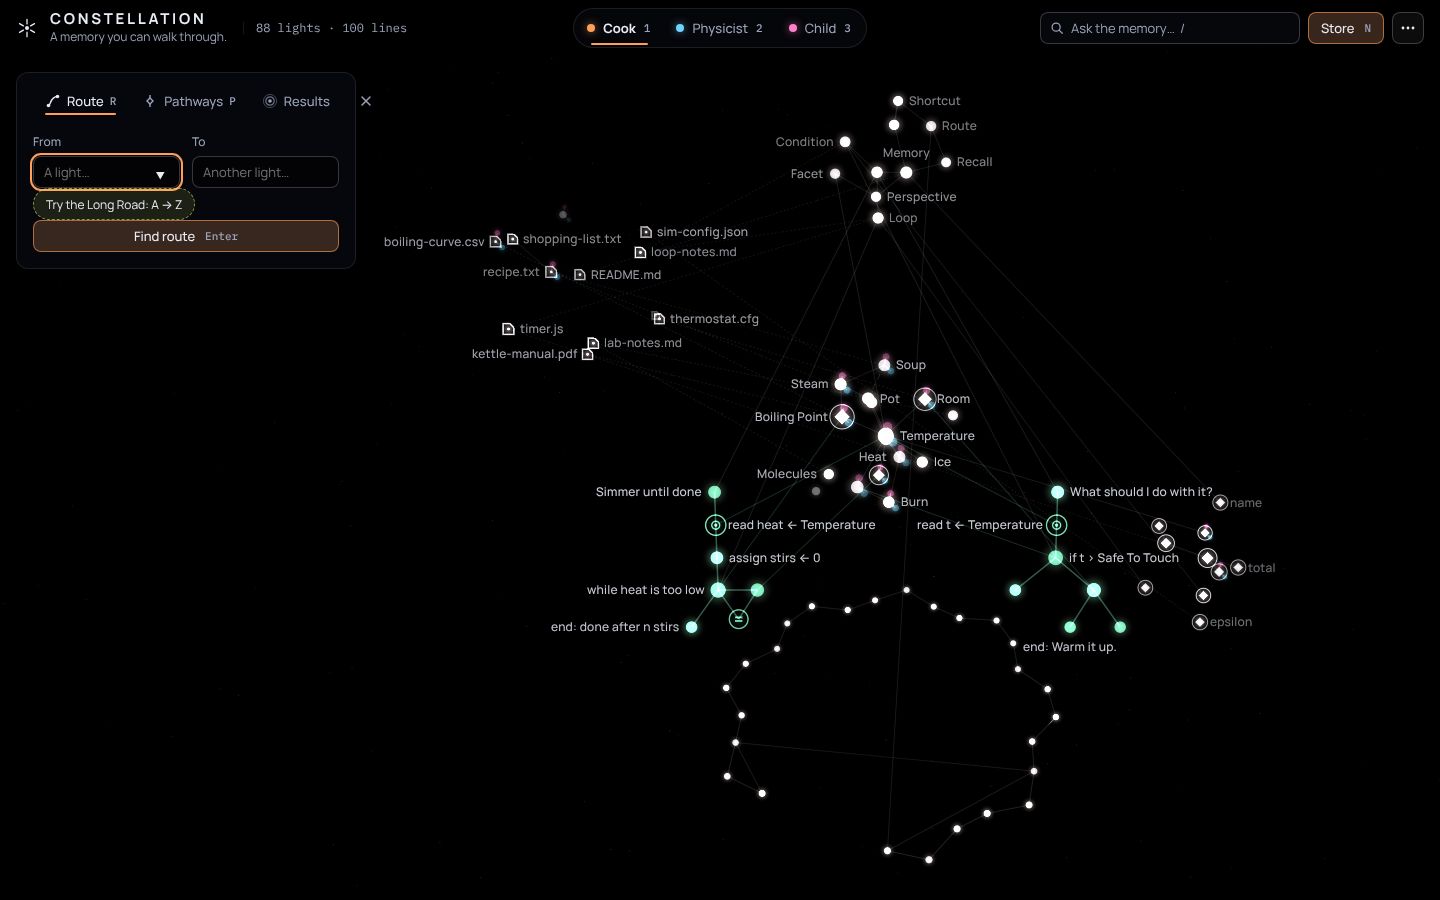 CONSTELLATION
A memory you can walk through.
88 lights · 100 lines
Cook 1
Physicist 2
Child 3
Ask the memory… /
Store N
Route R
Pathways P
Results
From
To
A light…
Another light…
Try the Long Road: A → Z
Find route Enter
Shortcut
Route
Condition
Memory
Recall
Facet
Perspective
Loop
boiling-curve.csv
shopping-list.txt
sim-config.json
loop-notes.md
recipe.txt
README.md
thermostat.cfg
timer.js
lab-notes.md
kettle-manual.pdf
Soup
Steam
Pot
Room
Boiling Point
Temperature
Heat
Ice
Molecules
Burn
Simmer until done
What should I do with it?
name
read heat ← Temperature
read t ← Temperature
assign stirs ← 0
if t > Safe To Touch
total
while heat is too low
epsilon
end: done after n stirs
end: Warm it up.